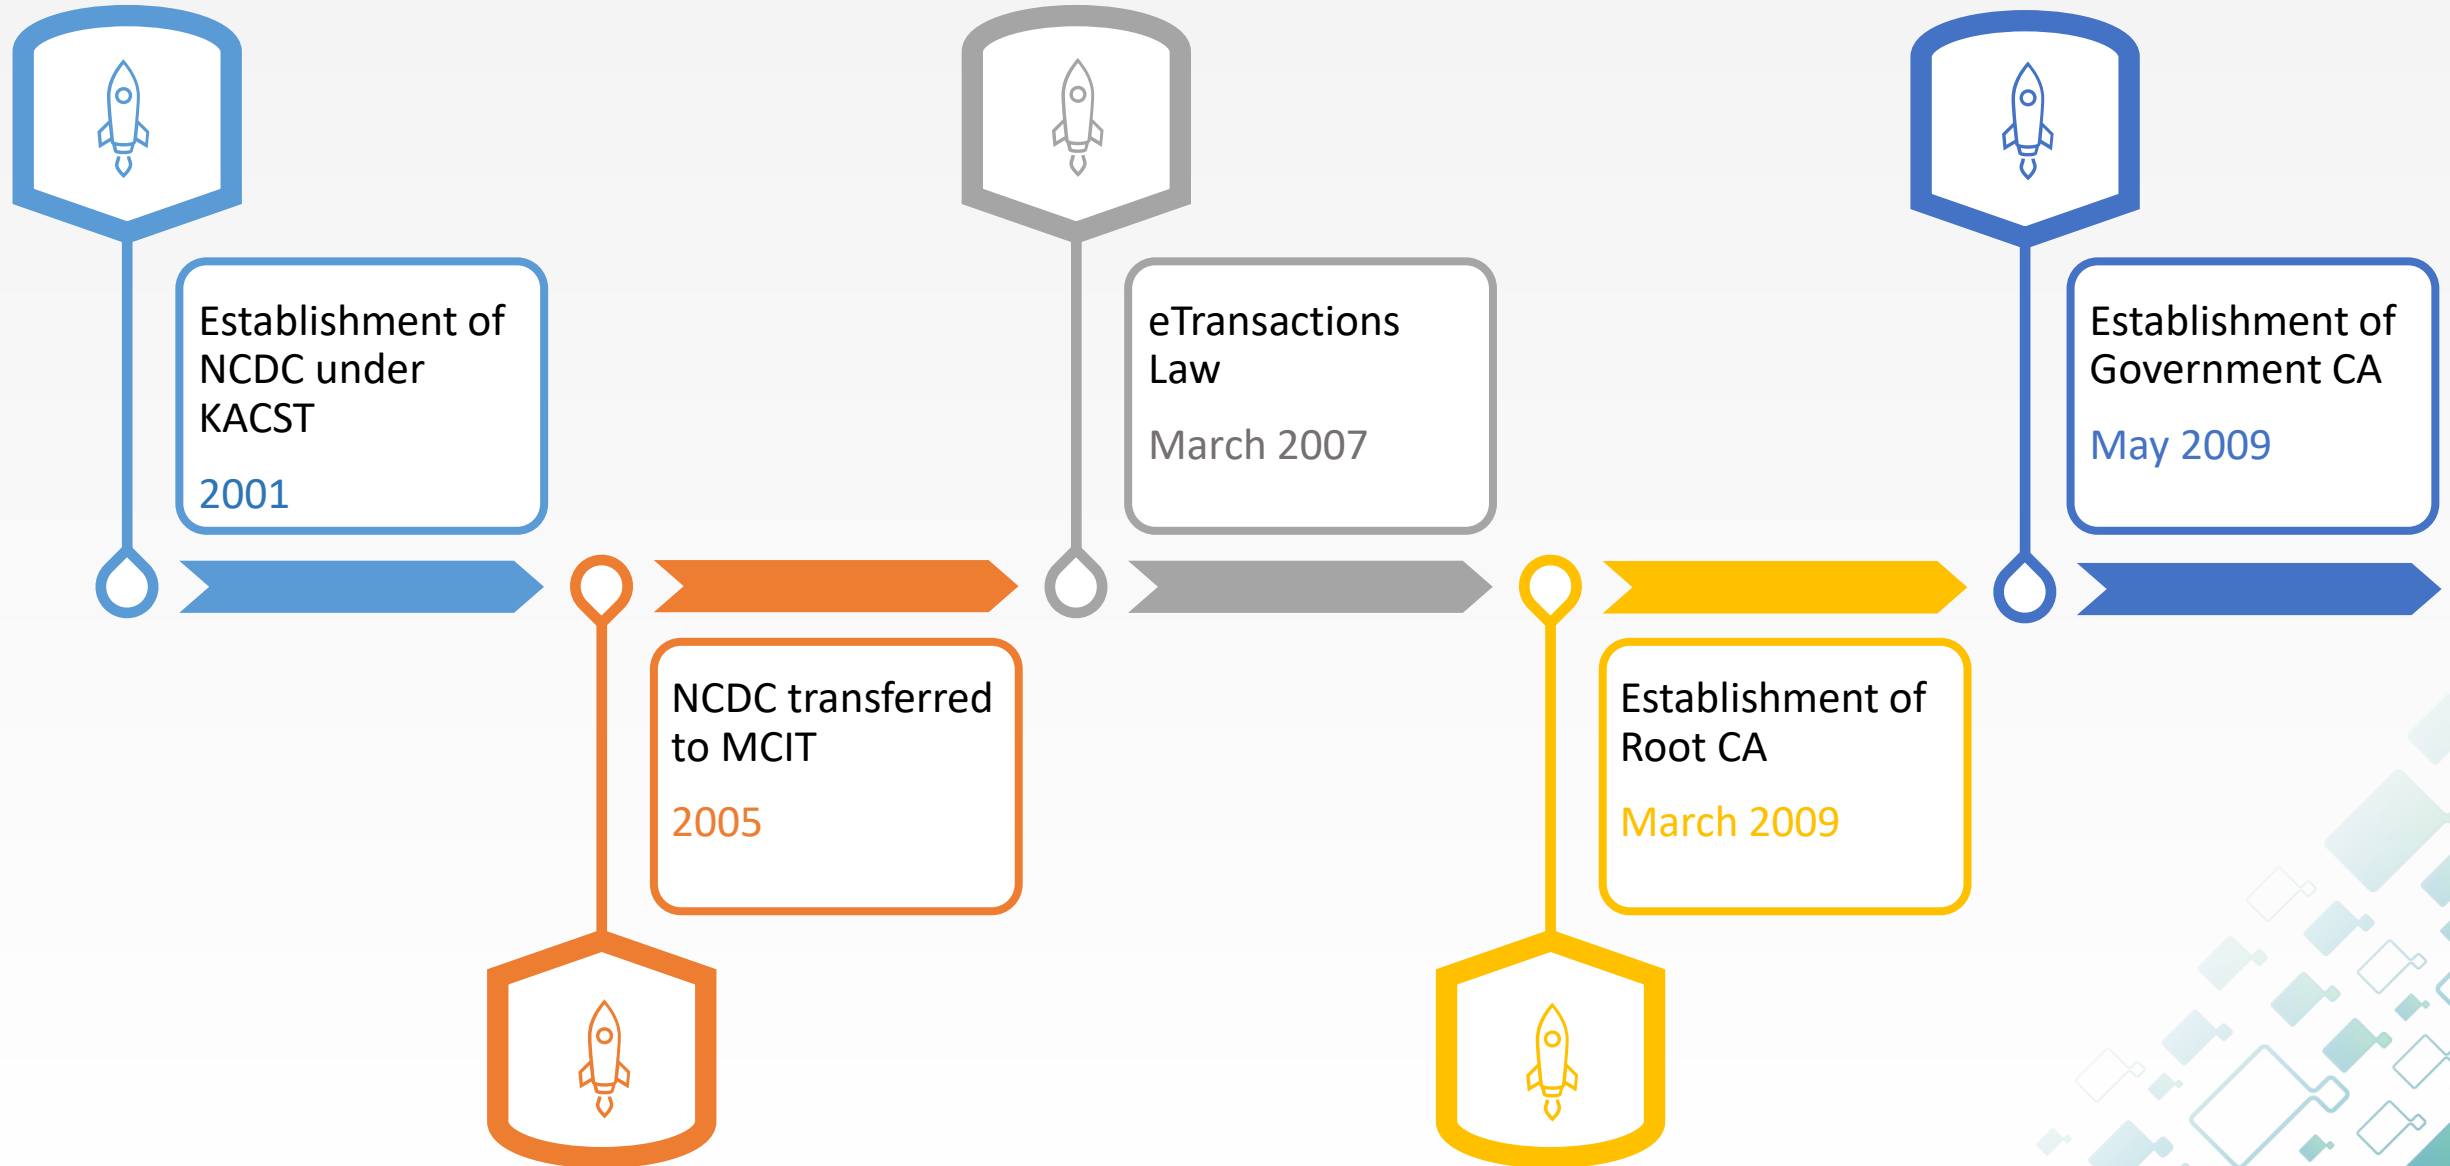 Establishment of
NCDC under
KACST
2001
NCDC transferred
to MCIT
2005
eTransactions
Law
March 2007
Establishment of
Root CA
March 2009
Establishment of
Government CA
May 2009